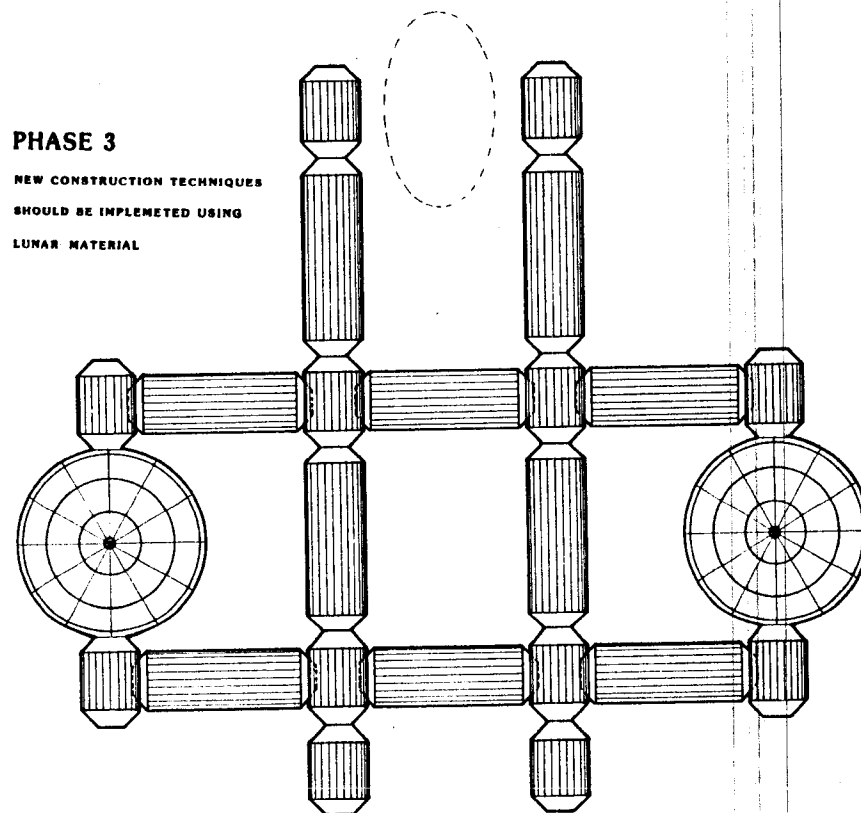 PHASE 3
NEW CONSTRUCTION TECHNIQUES
SHOULD BE IMPLEMETED USING
LUNAR MATERIAL